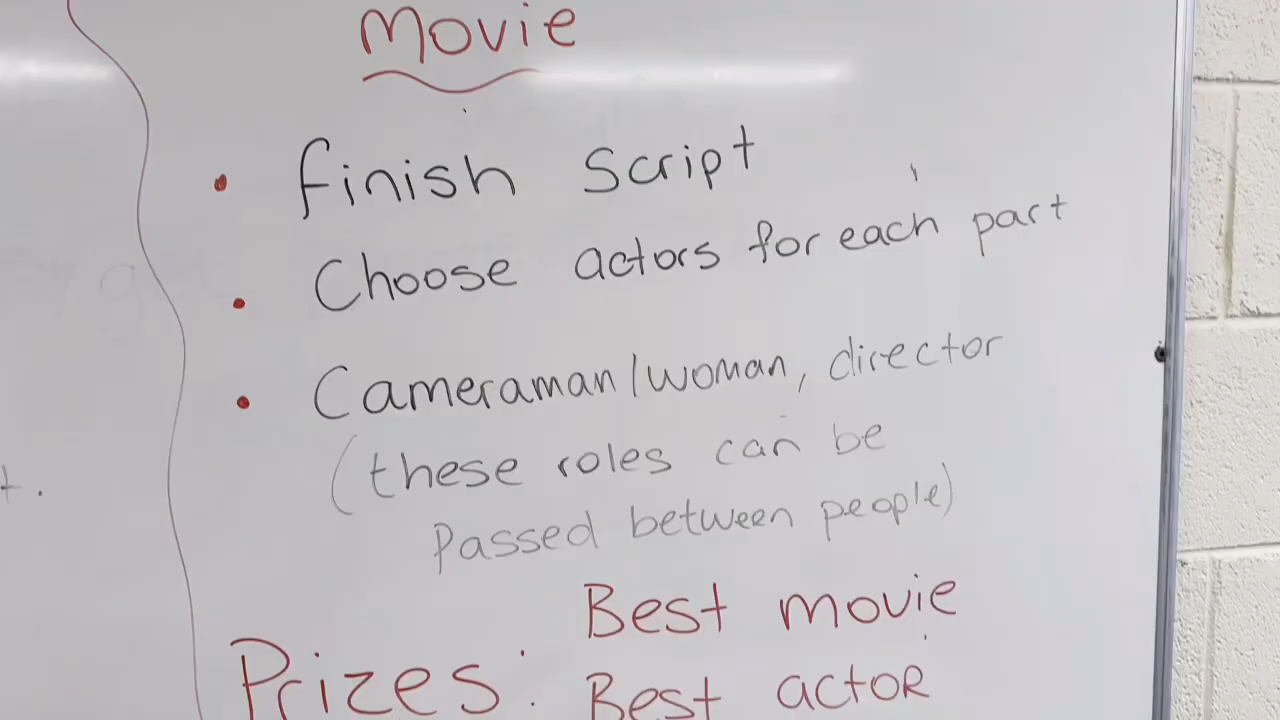 Movie
• Finish Script
• Choose actors for each part
• Cameraman/woman, director
(these roles can be
Passed between people)
Best movie
Prizes:
Best actor